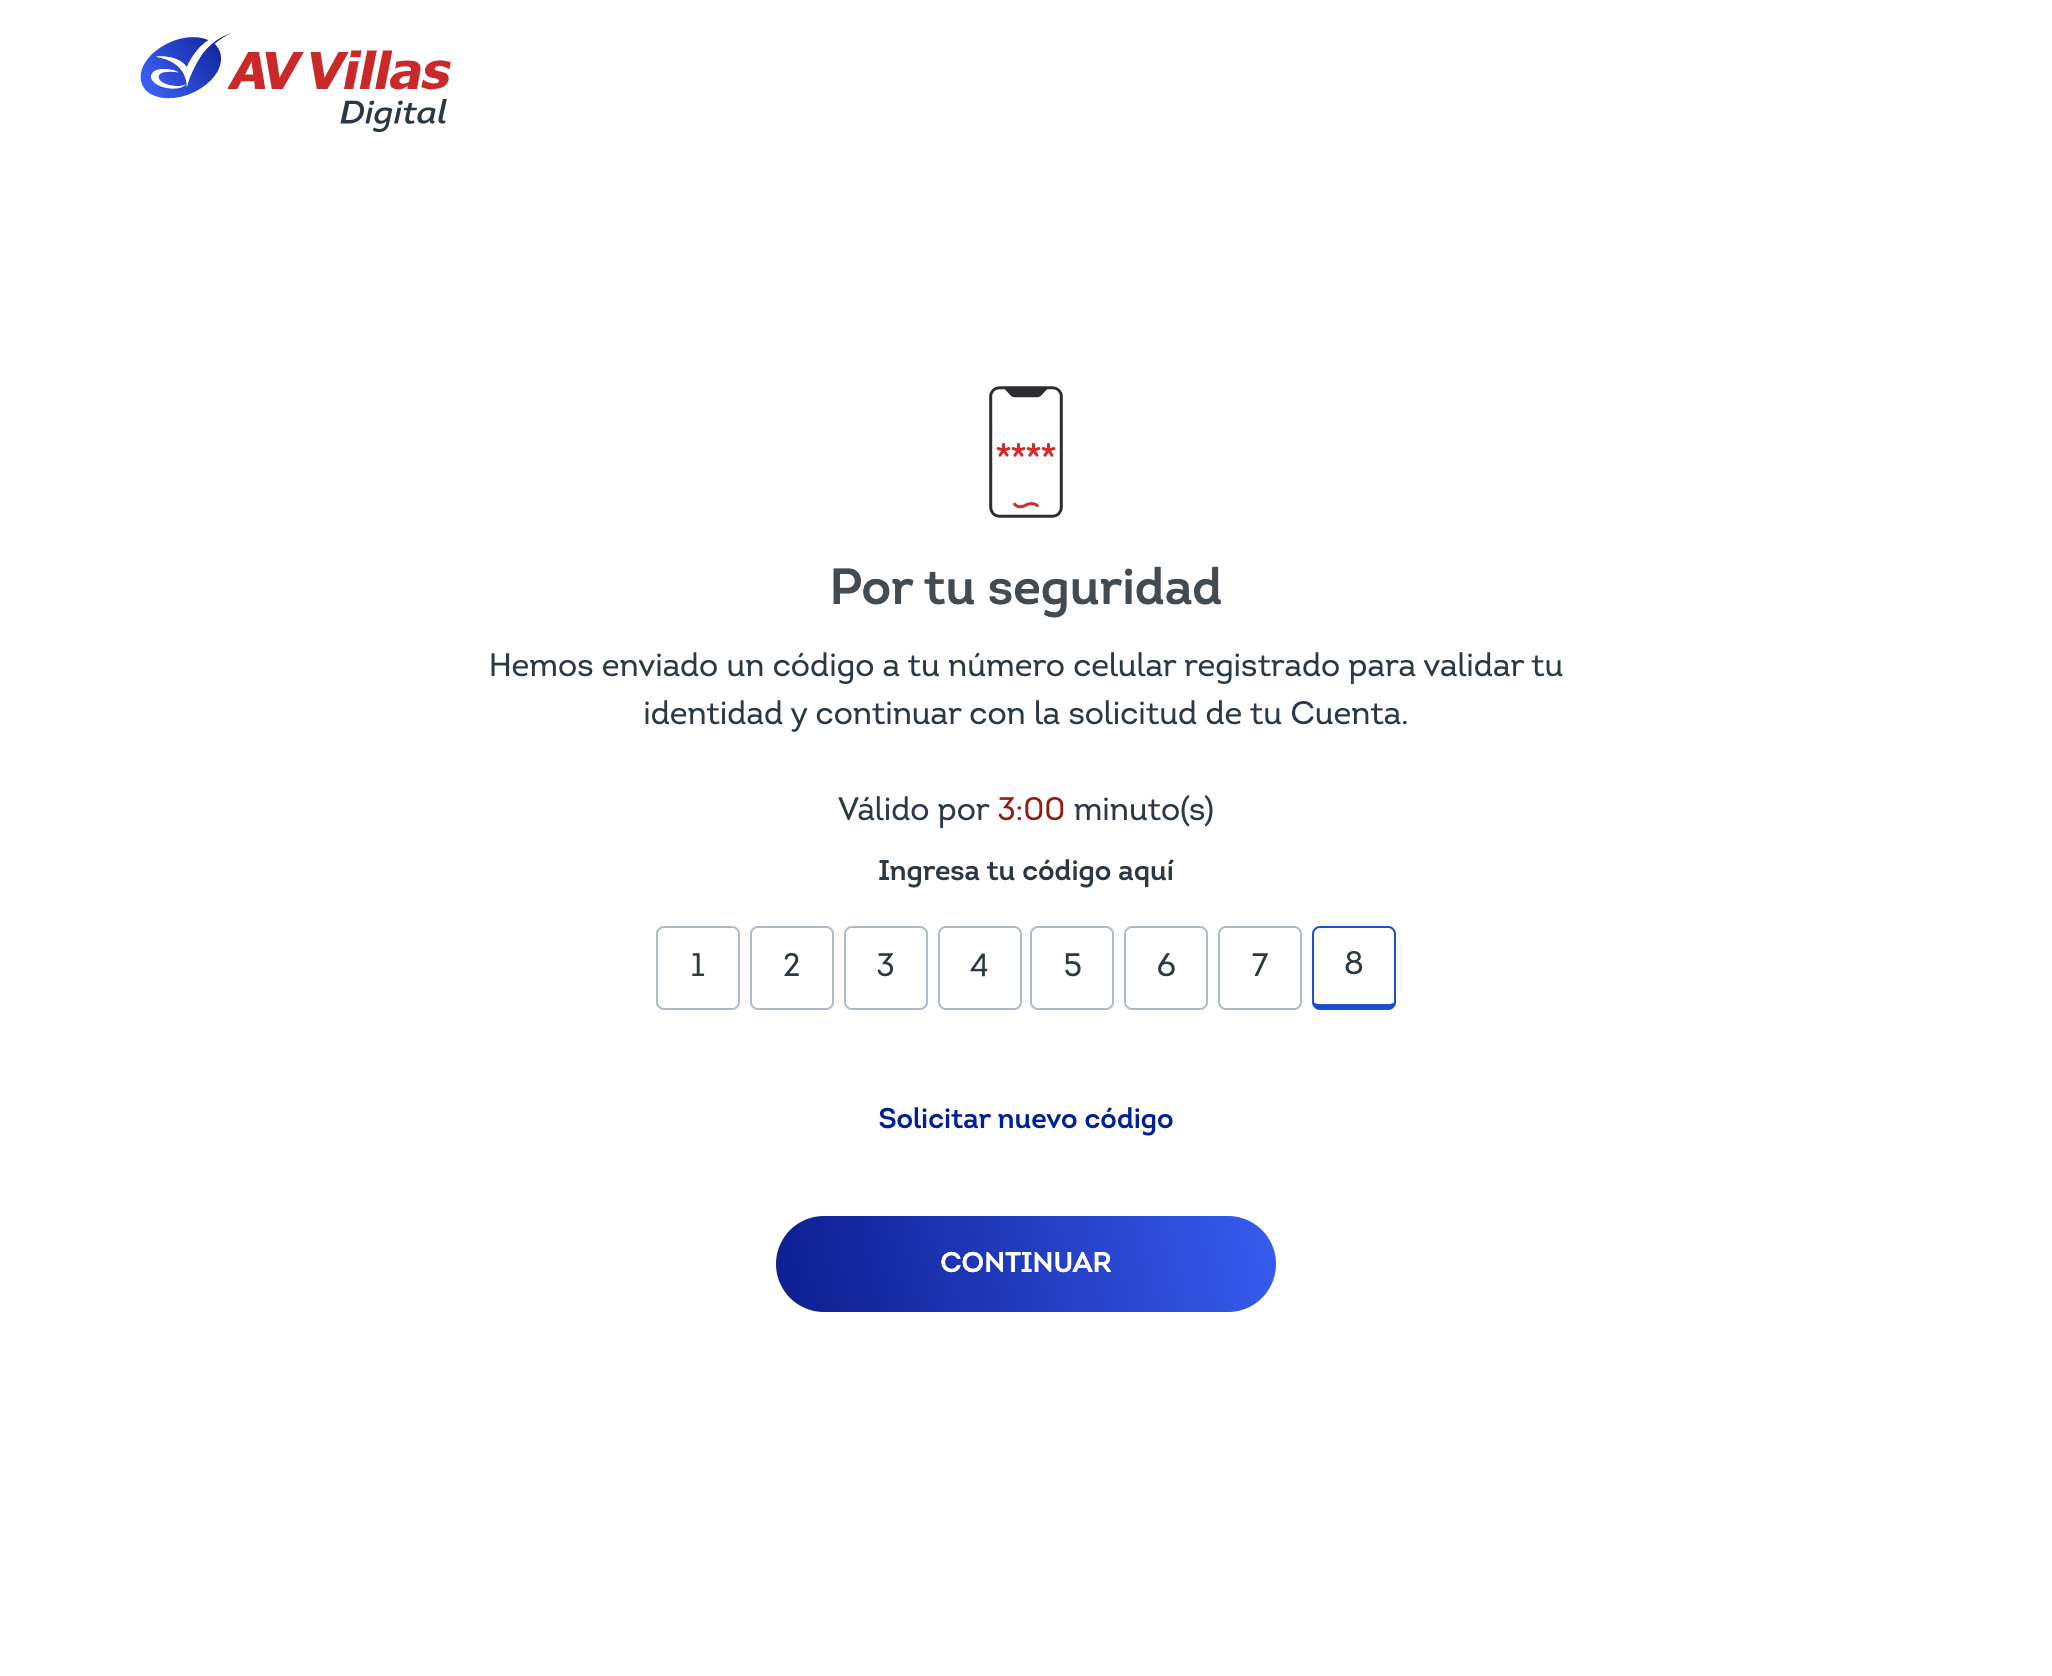 AV Villas
Digital
****
Por tu seguridad
Hemos enviado un código a tu número celular registrado para validar tu
identidad y continuar con la solicitud de tu Cuenta.
Válido por 3:00 minuto(s)
Ingresa tu código aquí
1 2 3 4 5 6 7 8
Solicitar nuevo código
CONTINUAR